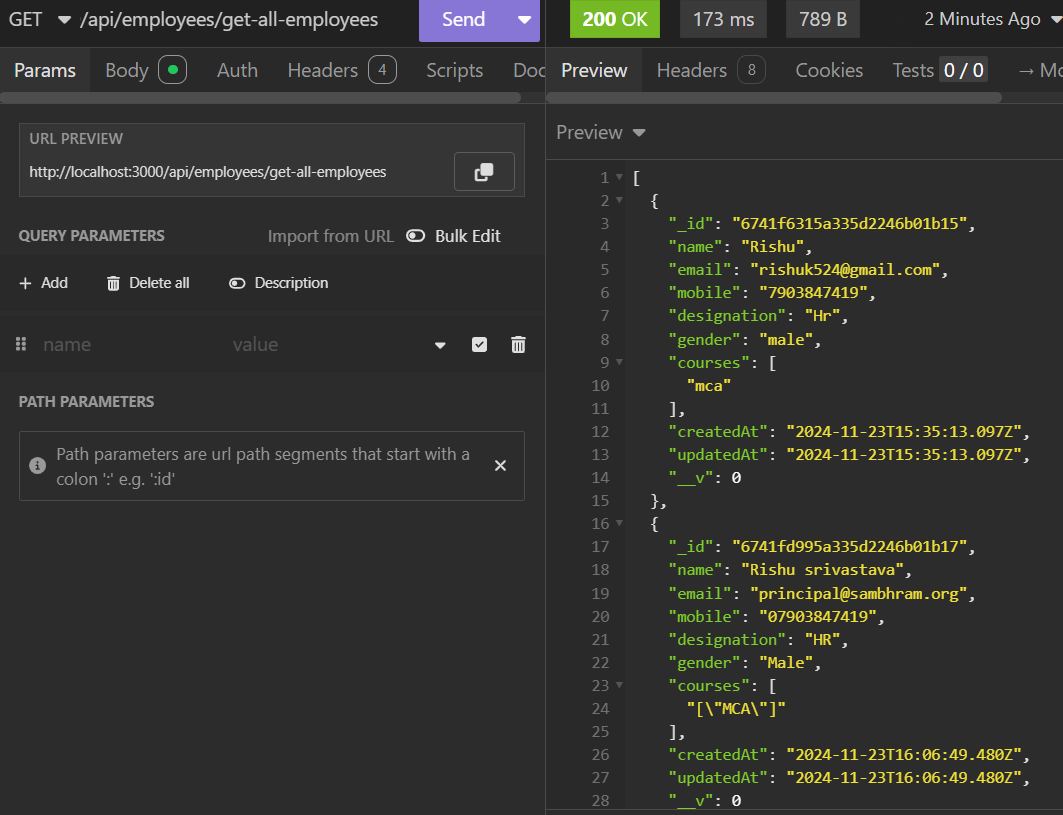 GET /api/employees/get-all-employees Send
Params Body Auth Headers 4 Scripts Doc
URL PREVIEW
http://localhost:3000/api/employees/get-all-employees
QUERY PARAMETERS Import from URL Bulk Edit
+ Add Delete all Description
name value
PATH PARAMETERS
Path parameters are url path segments that start with a
colon ':' e.g. ':id'
200 OK 173 ms 789 B 2 Minutes Ago
Preview Headers 8 Cookies Tests 0 / 0 → Mo
Preview
1 [
2 {
3 "_id": "6741f6315a335d2246b01b15",
4 "name": "Rishu",
5 "email": "rishuk524@gmail.com",
6 "mobile": "7903847419",
7 "designation": "Hr",
8 "gender": "male",
9 "courses": [
10 "mca"
11 ],
12 "createdAt": "2024-11-23T15:35:13.097Z",
13 "updatedAt": "2024-11-23T15:35:13.097Z",
14 "__v": 0
15 },
16 {
17 "_id": "6741fd995a335d2246b01b17",
18 "name": "Rishu srivastava",
19 "email": "principal@sambhram.org",
20 "mobile": "07903847419",
21 "designation": "HR",
22 "gender": "Male",
23 "courses": [
24 "[\"MCA\"]"
25 ],
26 "createdAt": "2024-11-23T16:06:49.480Z",
27 "updatedAt": "2024-11-23T16:06:49.480Z",
28 "__v": 0